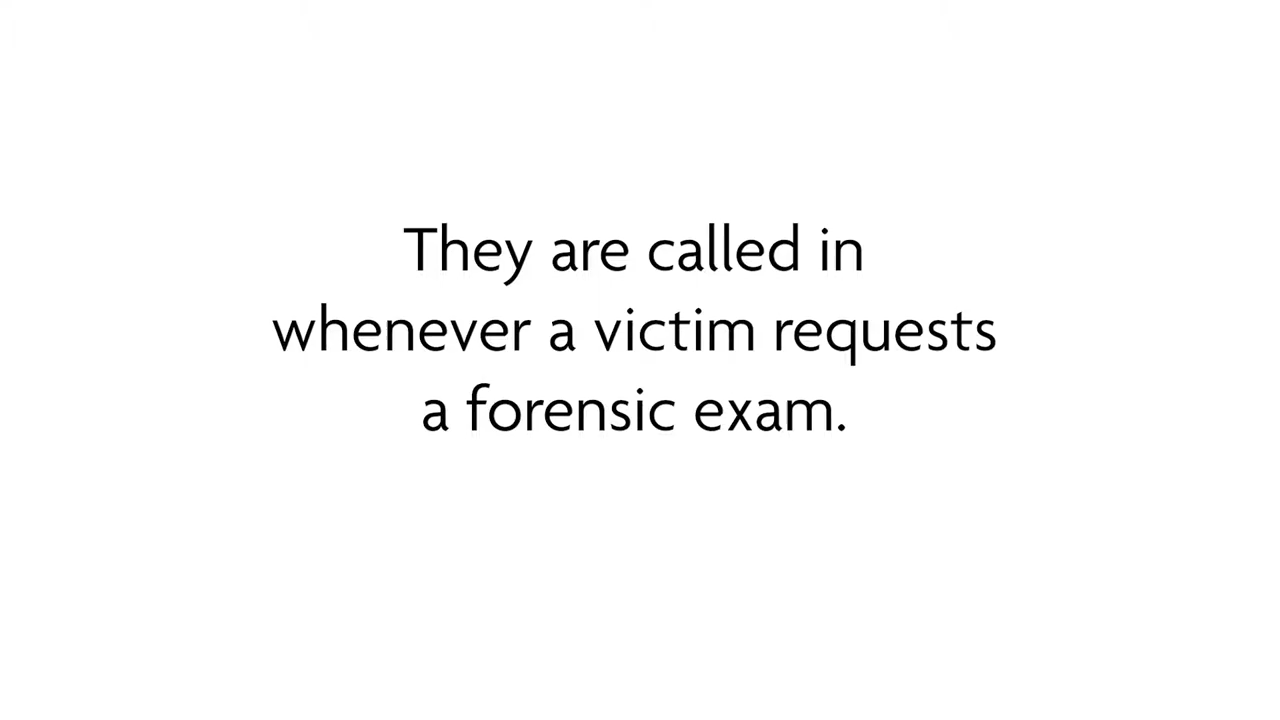 They are called in
whenever a victim requests
a forensic exam.